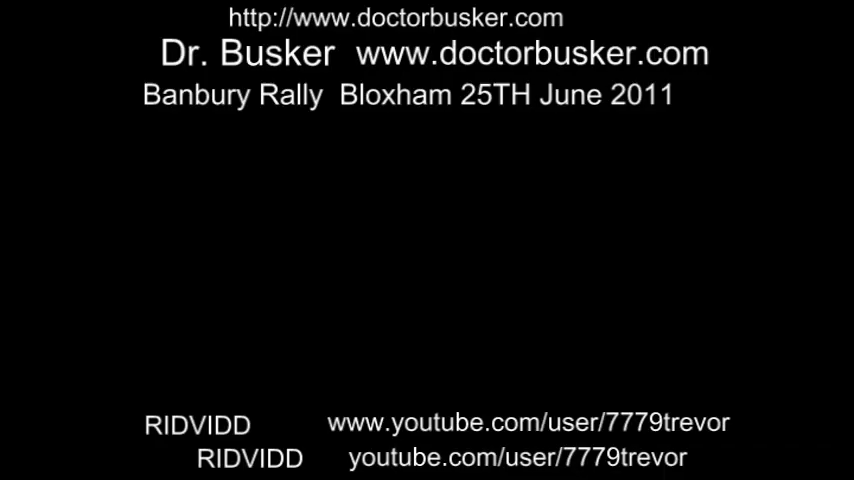 http://www.doctorbusker.com
Dr. Busker www.doctorbusker.com
Banbury Rally Bloxham 25TH June 2011
RIDVIDD www.youtube.com/user/7779trevor
RIDVIDD youtube.com/user/7779trevor